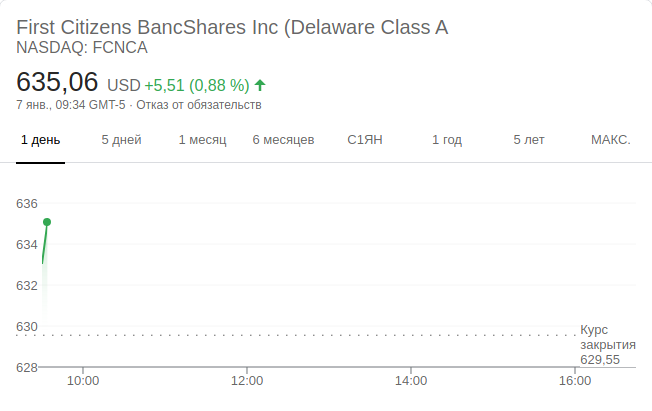 First Citizens BancShares Inc (Delaware Class A
NASDAQ: FCNCA
635,06 USD +5,51 (0,88 %)
7 янв., 09:34 GMT-5 · Отказ от обязательств
1 день 5 дней 1 месяц 6 месяцев С1ЯН 1 год 5 лет МАКС.
636
634
632
630
Курс
закрытия
629,55
628
10:00 12:00 14:00 16:00